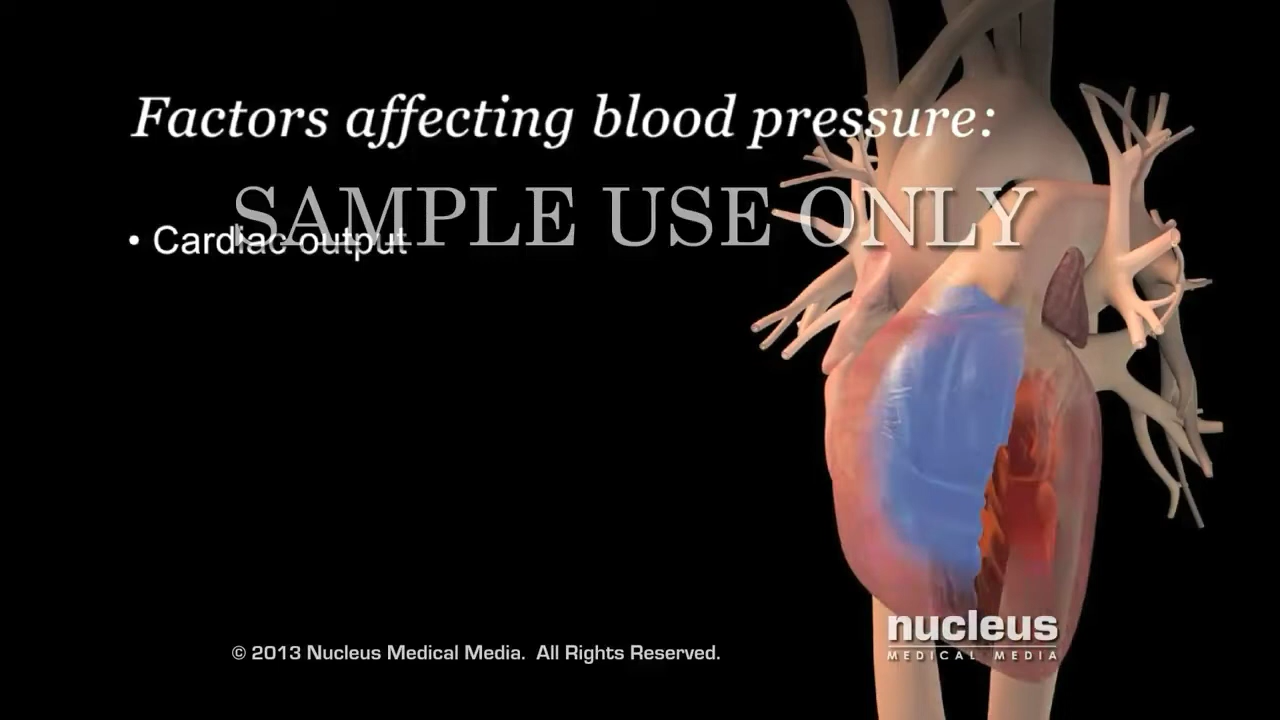 Factors affecting blood pressure:
SAMPLE USE ONLY
• Cardiac output
nucleus
MEDICAL MEDIA
© 2013 Nucleus Medical Media. All Rights Reserved.